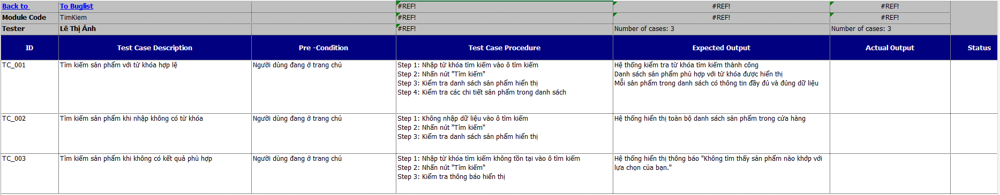 Back to To Buglist #REF! #REF! #REF!
Module Code TimKiem #REF! #REF! #REF!
Tester Lê Thị Ánh #REF! Number of cases: 3 Number of cases: 3
ID Test Case Description Pre -Condition Test Case Procedure Expected Output Actual Output Status
TC_001 Tìm kiếm sản phẩm với từ khóa hợp lệ Người dùng đang ở trang chủ Step 1: Nhập từ khóa tìm kiếm vào ô tìm kiếm Hệ thống kiểm tra từ khóa tìm kiếm thành công
Step 2: Nhấn nút "Tìm kiếm" Danh sách sản phẩm phù hợp với từ khóa được hiển thị
Step 3: Kiểm tra danh sách sản phẩm hiển thị Mỗi sản phẩm trong danh sách có thông tin đầy đủ và đúng dữ liệu
Step 4: Kiểm tra các chi tiết sản phẩm trong danh sách
TC_002 Tìm kiếm sản phẩm khi nhập không có từ khóa Người dùng đang ở trang chủ Step 1: Không nhập dữ liệu vào ô tìm kiếm Hệ thống hiển thị toàn bộ danh sách sản phẩm trong cửa hàng
Step 2: Nhấn nút "Tìm kiếm"
Step 3: Kiểm tra danh sách sản phẩm hiển thị
TC_003 Tìm kiếm sản phẩm khi không có kết quả phù hợp Người dùng đang ở trang chủ Step 1: Nhập từ khóa tìm kiếm không tồn tại vào ô tìm kiếm Hệ thống hiển thị thông báo "Không tìm thấy sản phẩm nào khớp với
Step 2: Nhấn nút "Tìm kiếm" lựa chọn của bạn."
Step 3: Kiểm tra thông báo hiển thị